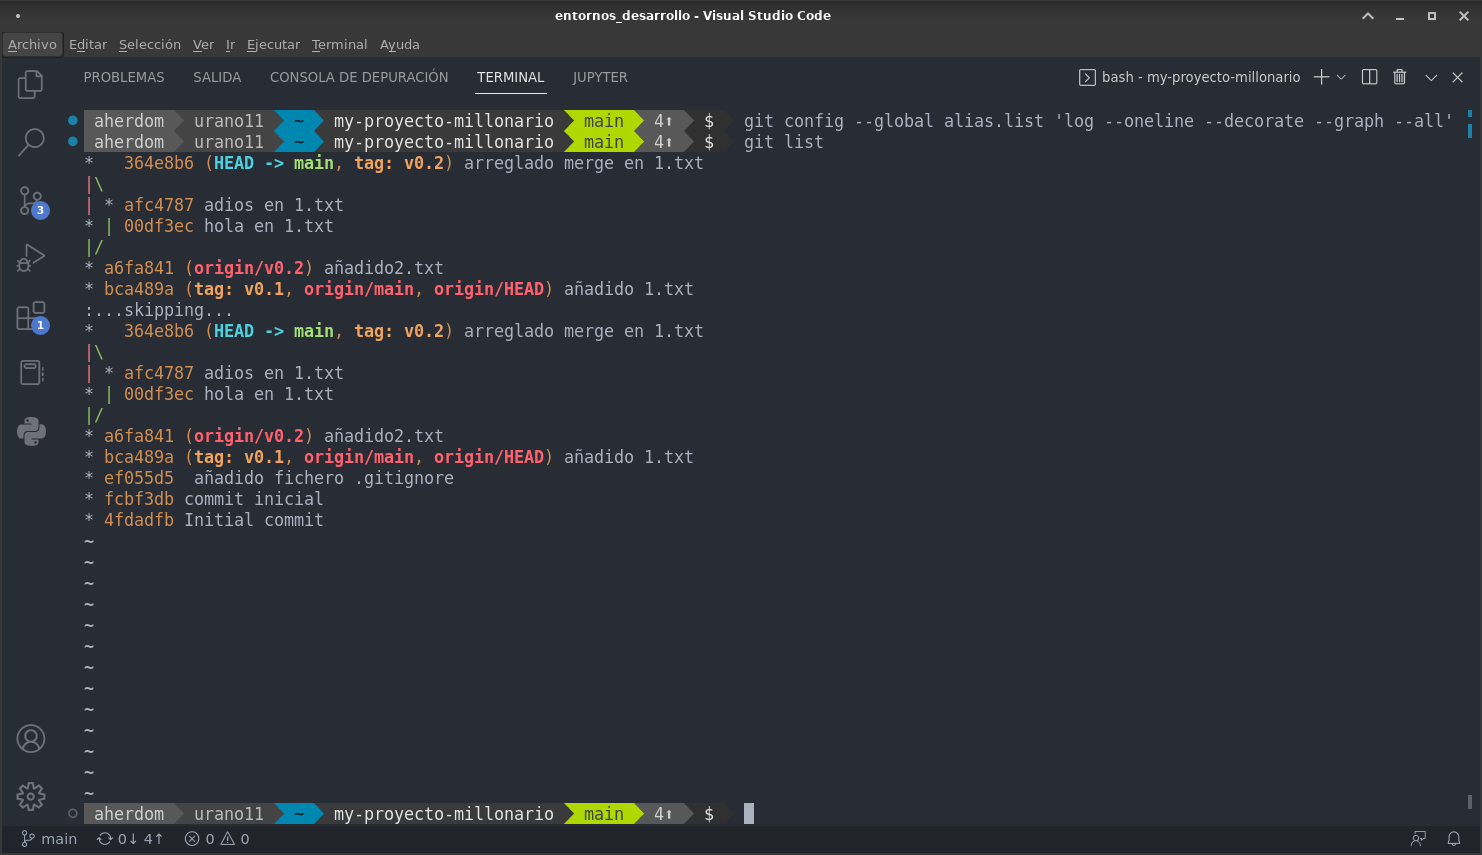 entornos_desarrollo - Visual Studio Code
Archivo Editar Selección Ver Ir Ejecutar Terminal Ayuda
PROBLEMAS SALIDA CONSOLA DE DEPURACIÓN TERMINAL JUPYTER bash - my-proyecto-millonario
aherdom urano11 ~ my-proyecto-millonario main 4⬆ $ git config --global alias.list 'log --oneline --decorate --graph --all'
aherdom urano11 ~ my-proyecto-millonario main 4⬆ $ git list
*   364e8b6 (HEAD -> main, tag: v0.2) arreglado merge en 1.txt
|\
| * afc4787 adios en 1.txt
* | 00df3ec hola en 1.txt
|/
* a6fa841 (origin/v0.2) añadido2.txt
* bca489a (tag: v0.1, origin/main, origin/HEAD) añadido 1.txt
:...skipping...
*   364e8b6 (HEAD -> main, tag: v0.2) arreglado merge en 1.txt
|\
| * afc4787 adios en 1.txt
* | 00df3ec hola en 1.txt
|/
* a6fa841 (origin/v0.2) añadido2.txt
* bca489a (tag: v0.1, origin/main, origin/HEAD) añadido 1.txt
* ef055d5  añadido fichero .gitignore
* fcbf3db commit inicial
* 4fdadfb Initial commit
~
~
~
~
~
~
~
~
~
~
~
~
~
aherdom urano11 ~ my-proyecto-millonario main 4⬆ $
3
1
main 0↓ 4↑ 0 0